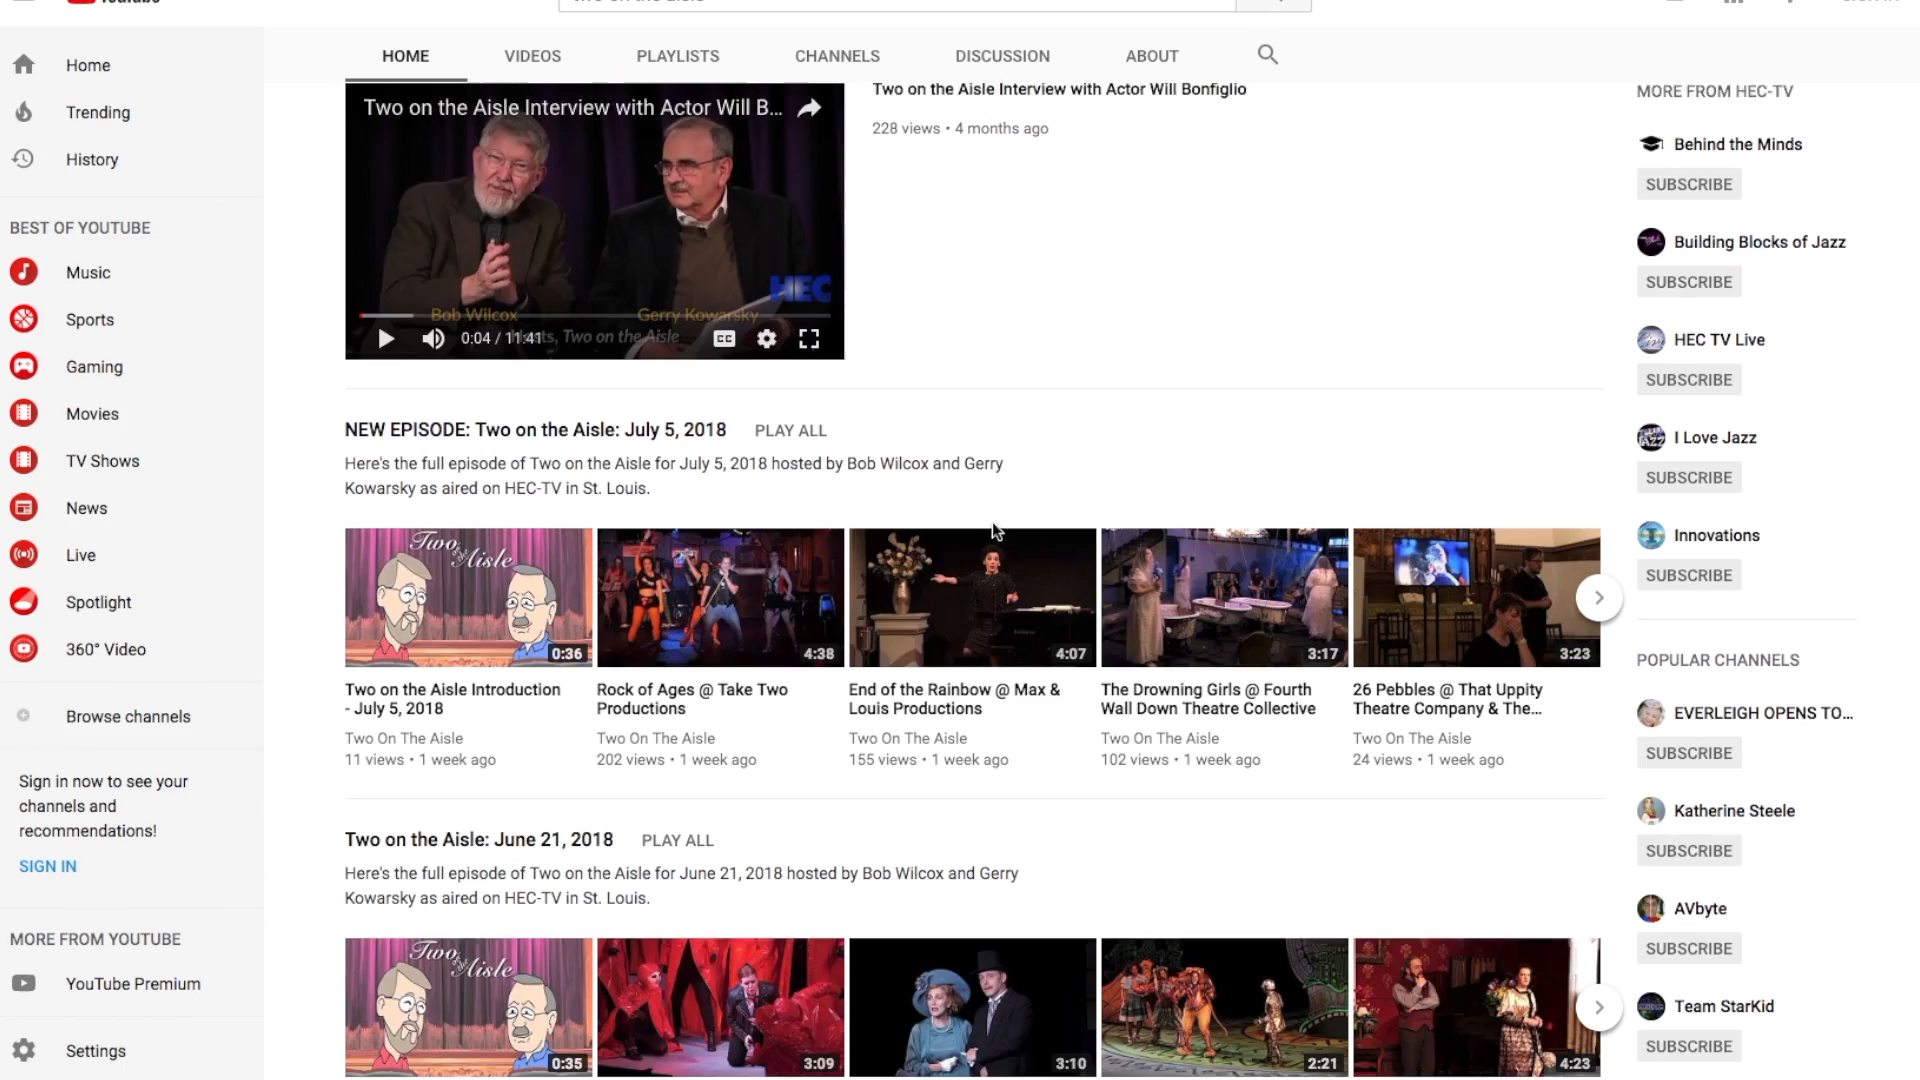 HOME
VIDEOS
PLAYLISTS
CHANNELS
DISCUSSION
ABOUT
Home
Trending
History
BEST OF YOUTUBE
Music
Sports
Gaming
Movies
TV Shows
News
Live
Spotlight
360° Video
Browse channels
Sign in now to see your
channels and
recommendations!
SIGN IN
MORE FROM YOUTUBE
YouTube Premium
Settings
Two on the Aisle Interview with Actor Will B...
HEC
Bob Wilcox
Gerry Kowarsky
Two on the Aisle
0:04 / 11:41
CC
Two on the Aisle Interview with Actor Will Bonfiglio
228 views • 4 months ago
NEW EPISODE: Two on the Aisle: July 5, 2018
PLAY ALL
Here's the full episode of Two on the Aisle for July 5, 2018 hosted by Bob Wilcox and Gerry
Kowarsky as aired on HEC-TV in St. Louis.
Two on the Aisle
0:36
Two on the Aisle Introduction
- July 5, 2018
Two On The Aisle
11 views • 1 week ago
4:38
Rock of Ages @ Take Two
Productions
Two On The Aisle
202 views • 1 week ago
4:07
End of the Rainbow @ Max &
Louis Productions
Two On The Aisle
155 views • 1 week ago
3:17
The Drowning Girls @ Fourth
Wall Down Theatre Collective
Two On The Aisle
102 views • 1 week ago
3:23
26 Pebbles @ That Uppity
Theatre Company & The...
Two On The Aisle
24 views • 1 week ago
Two on the Aisle: June 21, 2018
PLAY ALL
Here's the full episode of Two on the Aisle for June 21, 2018 hosted by Bob Wilcox and Gerry
Kowarsky as aired on HEC-TV in St. Louis.
Two on the Aisle
0:35
3:09
3:10
2:21
4:23
MORE FROM HEC-TV
Behind the Minds
SUBSCRIBE
Building Blocks of Jazz
SUBSCRIBE
HEC TV Live
SUBSCRIBE
I Love Jazz
SUBSCRIBE
Innovations
SUBSCRIBE
POPULAR CHANNELS
EVERLEIGH OPENS TO...
SUBSCRIBE
Katherine Steele
SUBSCRIBE
AVbyte
SUBSCRIBE
Team StarKid
SUBSCRIBE